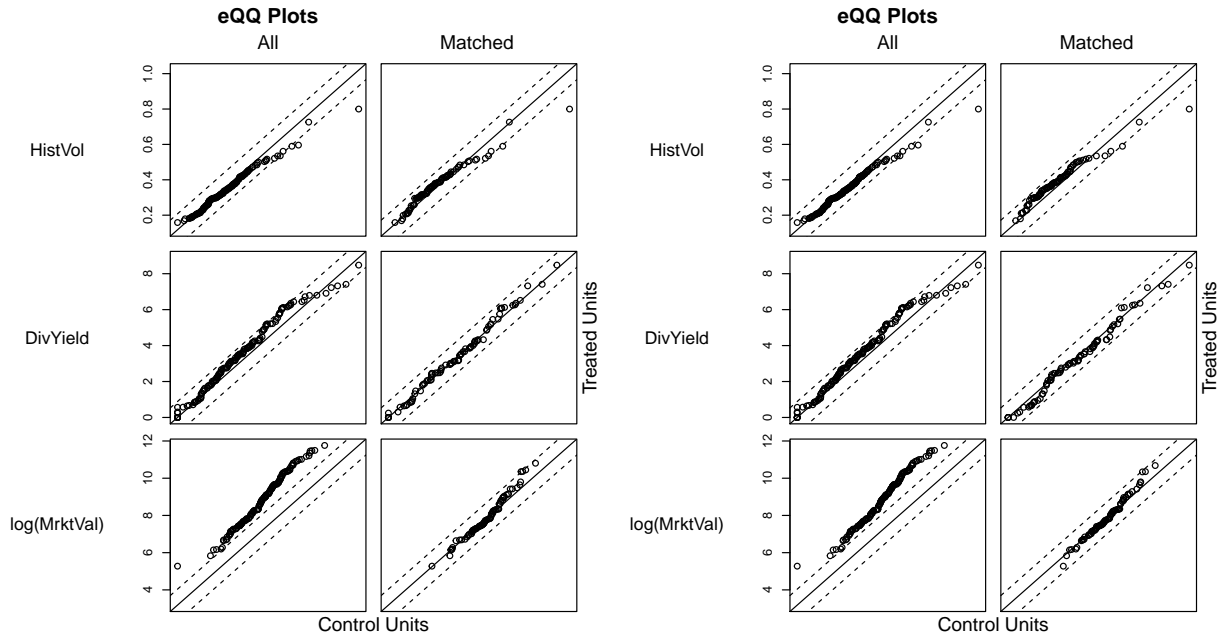 eQQ Plots
All Matched
HistVol
0.2 0.4 0.6 0.8 1.0
DivYield
0 2 4 6 8
log(MrktVal)
4 6 8 10 12
Control Units
Treated Units
eQQ Plots
All Matched
HistVol
0.2 0.4 0.6 0.8 1.0
DivYield
0 2 4 6 8
log(MrktVal)
4 6 8 10 12
Control Units
Treated Units